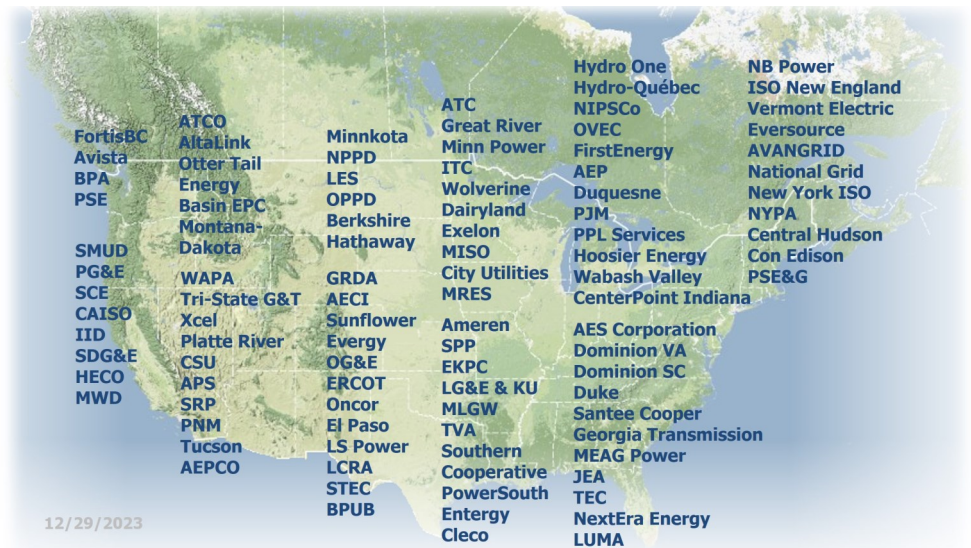 FortisBC
Avista
BPA
PSE
SMUD
PG&E
SCE
CAISO
IID
SDG&E
HECO
MWD
ATCO
AltaLink
Otter Tail
Energy
Basin EPC
Montana-
Dakota
WAPA
Tri-State G&T
Xcel
Platte River
CSU
APS
SRP
PNM
Tucson
AEPCO
Minnkota
NPPD
LES
OPPD
Berkshire
Hathaway
GRDA
AECI
Sunflower
Evergy
OG&E
ERCOT
Oncor
El Paso
LS Power
LCRA
STEC
BPUB
ATC
Great River
Minn Power
ITC
Wolverine
Dairyland
Exelon
MISO
City Utilities
MRES
Ameren
SPP
EKPC
LG&E & KU
MLGW
TVA
Southern
Cooperative
PowerSouth
Entergy
Cleco
Hydro One
Hydro-Québec
NIPSCo
OVEC
FirstEnergy
AEP
Duquesne
PJM
PPL Services
Hoosier Energy
Wabash Valley
CenterPoint Indiana
AES Corporation
Dominion VA
Dominion SC
Duke
Santee Cooper
Georgia Transmission
MEAG Power
JEA
TEC
NextEra Energy
LUMA
NB Power
ISO New England
Vermont Electric
Eversource
AVANGRID
National Grid
New York ISO
NYPA
Central Hudson
Con Edison
PSE&G
12/29/2023